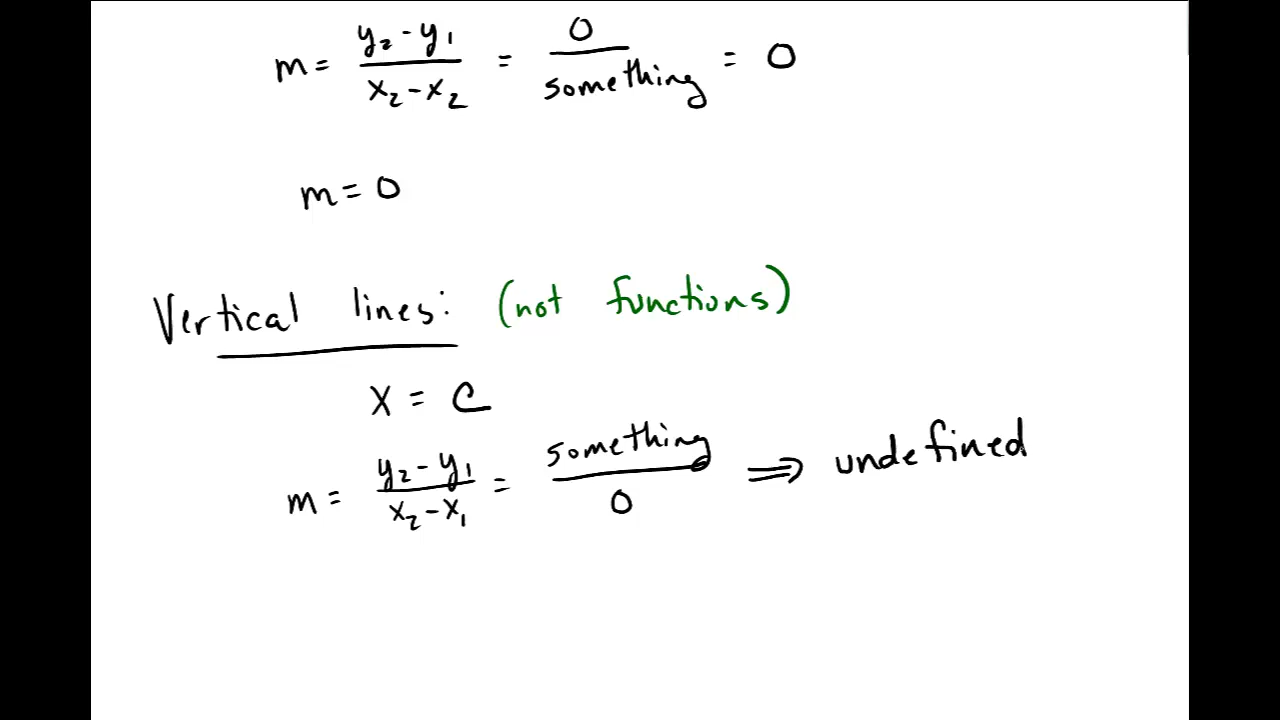 m = y₂ - y₁ / x₂ - x₂ = 0 / something = 0
m = 0
Vertical lines: (not functions)
x = c
m = y₂ - y₁ / x₂ - x₁ = something / 0 ⟹ undefined